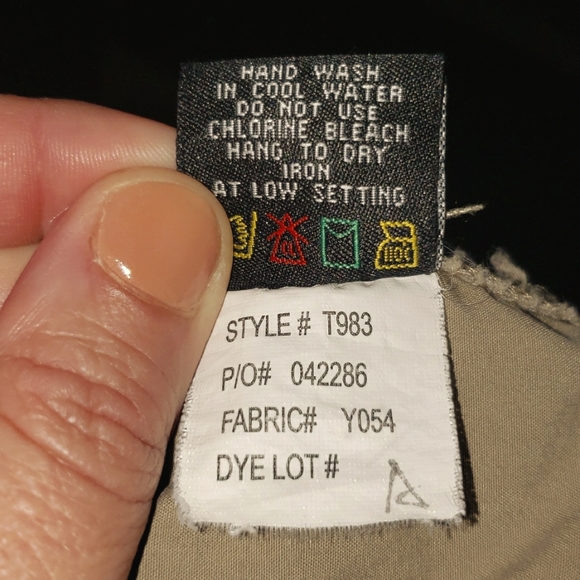 HAND WASH
IN COOL WATER
DO NOT USE
CHLORINE BLEACH
HANG TO DRY
IRON
AT LOW SETTING
STYLE # T983
P/O# 042286
FABRIC# Y054
DYE LOT #